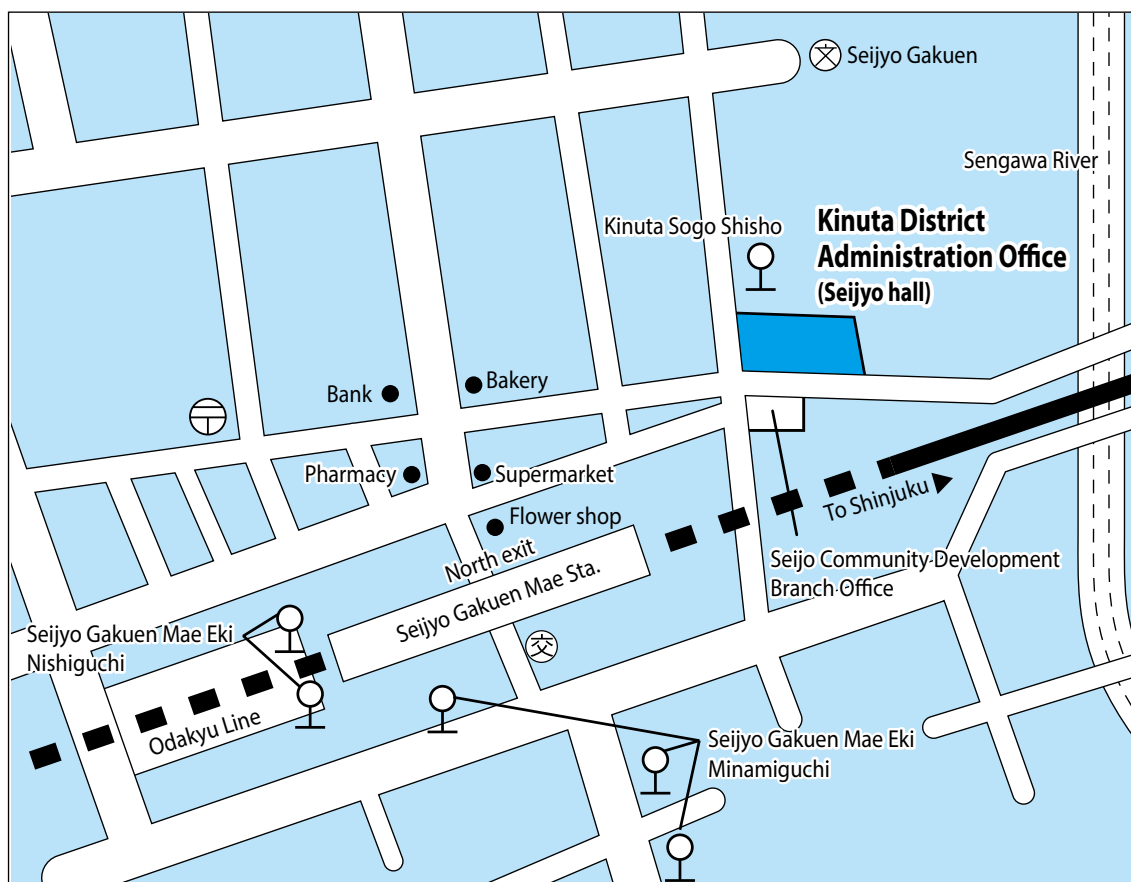 文 Seijyo Gakuen
Sengawa River
Kinuta Sogo Shisho
Kinuta District
Administration Office
(Seijyo hall)
Bank
Bakery
Pharmacy
Supermarket
Flower shop
North exit
Seijyo Gakuen Mae Sta.
To Shinjuku
Seijo Community Development
Branch Office
交
Seijyo Gakuen Mae Eki
Nishiguchi
Odakyu Line
Seijyo Gakuen Mae Eki
Minamiguchi